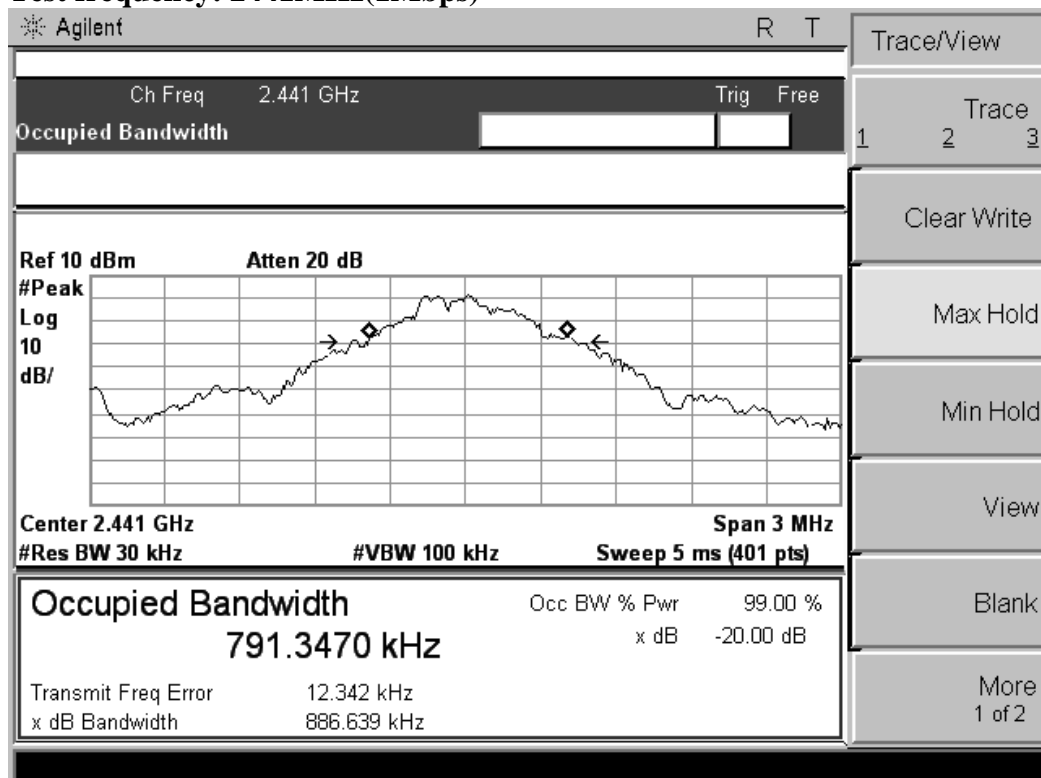 Test frequency: 2441MHz(1Mbps)
Agilent R T
Trace/View
Ch Freq 2.441 GHz Trig Free
Occupied Bandwidth
Trace
1 2 3
Clear Write
Ref 10 dBm Atten 20 dB
#Peak
Log
10
dB/
Max Hold
Min Hold
View
Center 2.441 GHz Span 3 MHz
#Res BW 30 kHz #VBW 100 kHz Sweep 5 ms (401 pts)
Occupied Bandwidth
791.3470 kHz
Occ BW % Pwr 99.00 %
x dB -20.00 dB
Transmit Freq Error 12.342 kHz
x dB Bandwidth 886.639 kHz
Blank
More
1 of 2